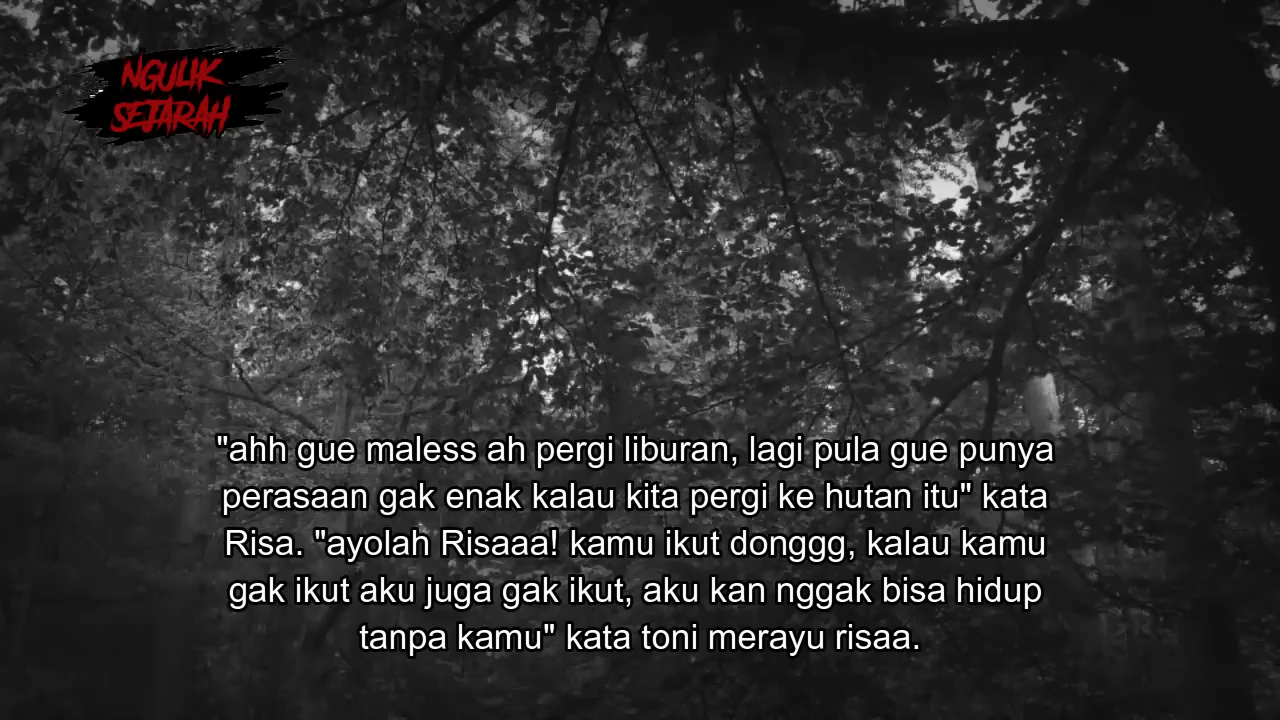 NGULIK
SEJARAH
"ahh gue maless ah pergi liburan, lagi pula gue punya
perasaan gak enak kalau kita pergi ke hutan itu" kata
Risa. "ayolah Risaaa! kamu ikut donggg, kalau kamu
gak ikut aku juga gak ikut, aku kan nggak bisa hidup
tanpa kamu" kata toni merayu risaa.